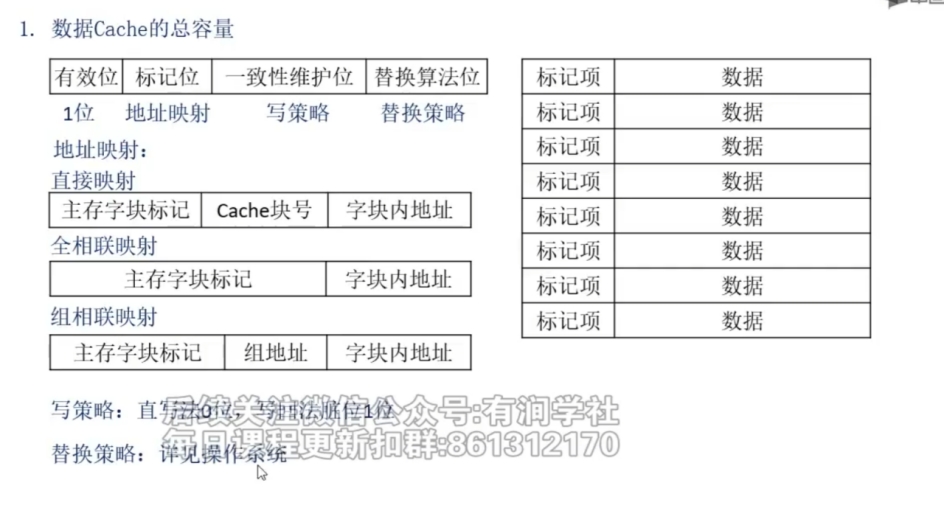 1. 数据Cache的总容量
有效位 标记位 一致性维护位 替换算法位
1位 地址映射 写策略 替换策略
地址映射：
直接映射
主存字块标记 Cache块号 字块内地址
全相联映射
主存字块标记 字块内地址
组相联映射
主存字块标记 组地址 字块内地址
写策略：直写法0位，写回法脏位1位
替换策略：详见操作系统
标记项 数据
标记项 数据
标记项 数据
标记项 数据
标记项 数据
标记项 数据
标记项 数据
标记项 数据
后续关注微信公众号:有涧学社
每日课程更新扣群:861312170